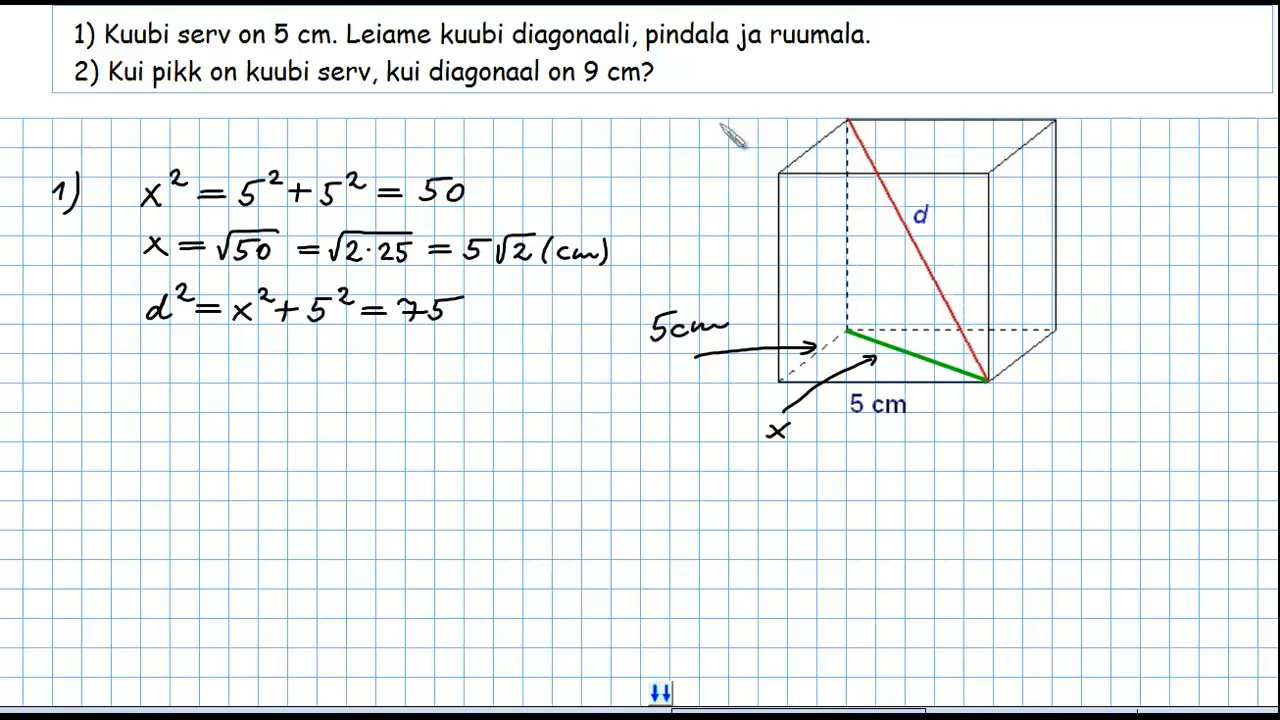 1) Kuubi serv on 5 cm. Leiame kuubi diagonaali, pindala ja ruumala.
2) Kui pikk on kuubi serv, kui diagonaal on 9 cm?
1) x² = 5² + 5² = 50
x = √50 = √2·25 = 5√2 (cm)
d² = x² + 5² = 75
d
5cm
5 cm
x